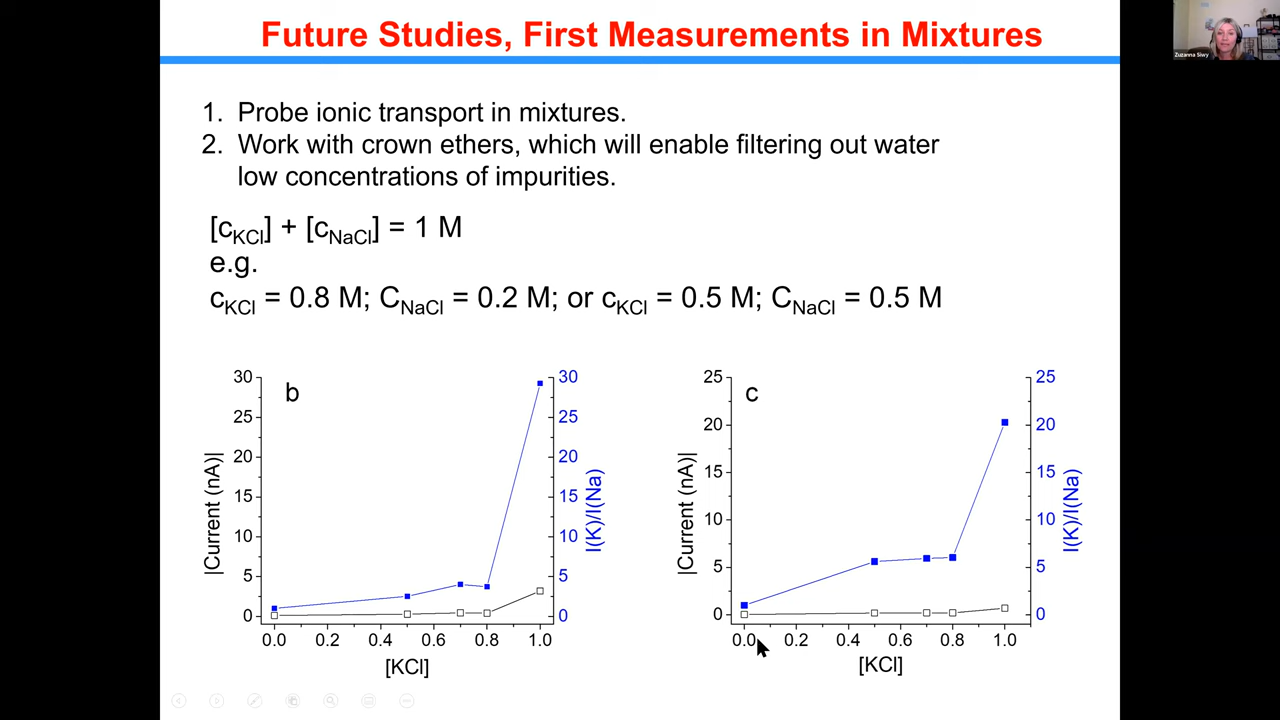 Future Studies, First Measurements in Mixtures
Zuzanna Siwy
1. Probe ionic transport in mixtures.
2. Work with crown ethers, which will enable filtering out water
low concentrations of impurities.
[cKCl] + [cNaCl] = 1 M
e.g.
cKCl = 0.8 M; CNaCl = 0.2 M; or cKCl = 0.5 M; CNaCl = 0.5 M
b
|Current (nA)|
30
25
20
15
10
5
0
30
25
20
15
10
5
0
I(K)/I(Na)
0.0 0.2 0.4 0.6 0.8 1.0
[KCl]
c
|Current (nA)|
25
20
15
10
5
0
25
20
15
10
5
0
I(K)/I(Na)
0.0 0.2 0.4 0.6 0.8 1.0
[KCl]